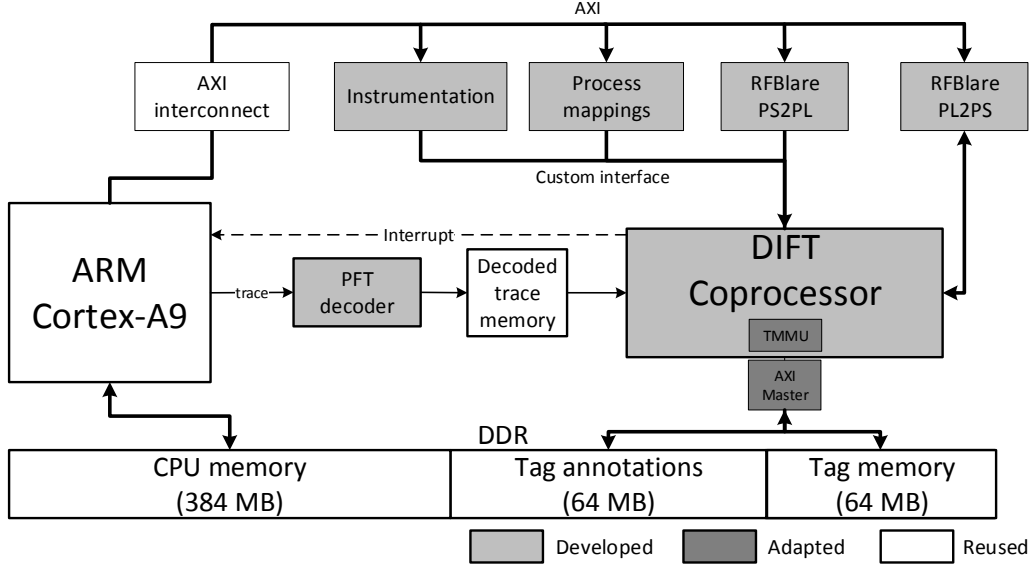 AXI
AXI
interconnect
Instrumentation
Process
mappings
RFBlare
PS2PL
RFBlare
PL2PS
Custom interface
ARM
Cortex-A9
Interrupt
trace
PFT
decoder
Decoded
trace
memory
DIFT
Coprocessor
TMMU
AXI
Master
DDR
CPU memory
(384 MB)
Tag annotations
(64 MB)
Tag memory
(64 MB)
Developed
Adapted
Reused